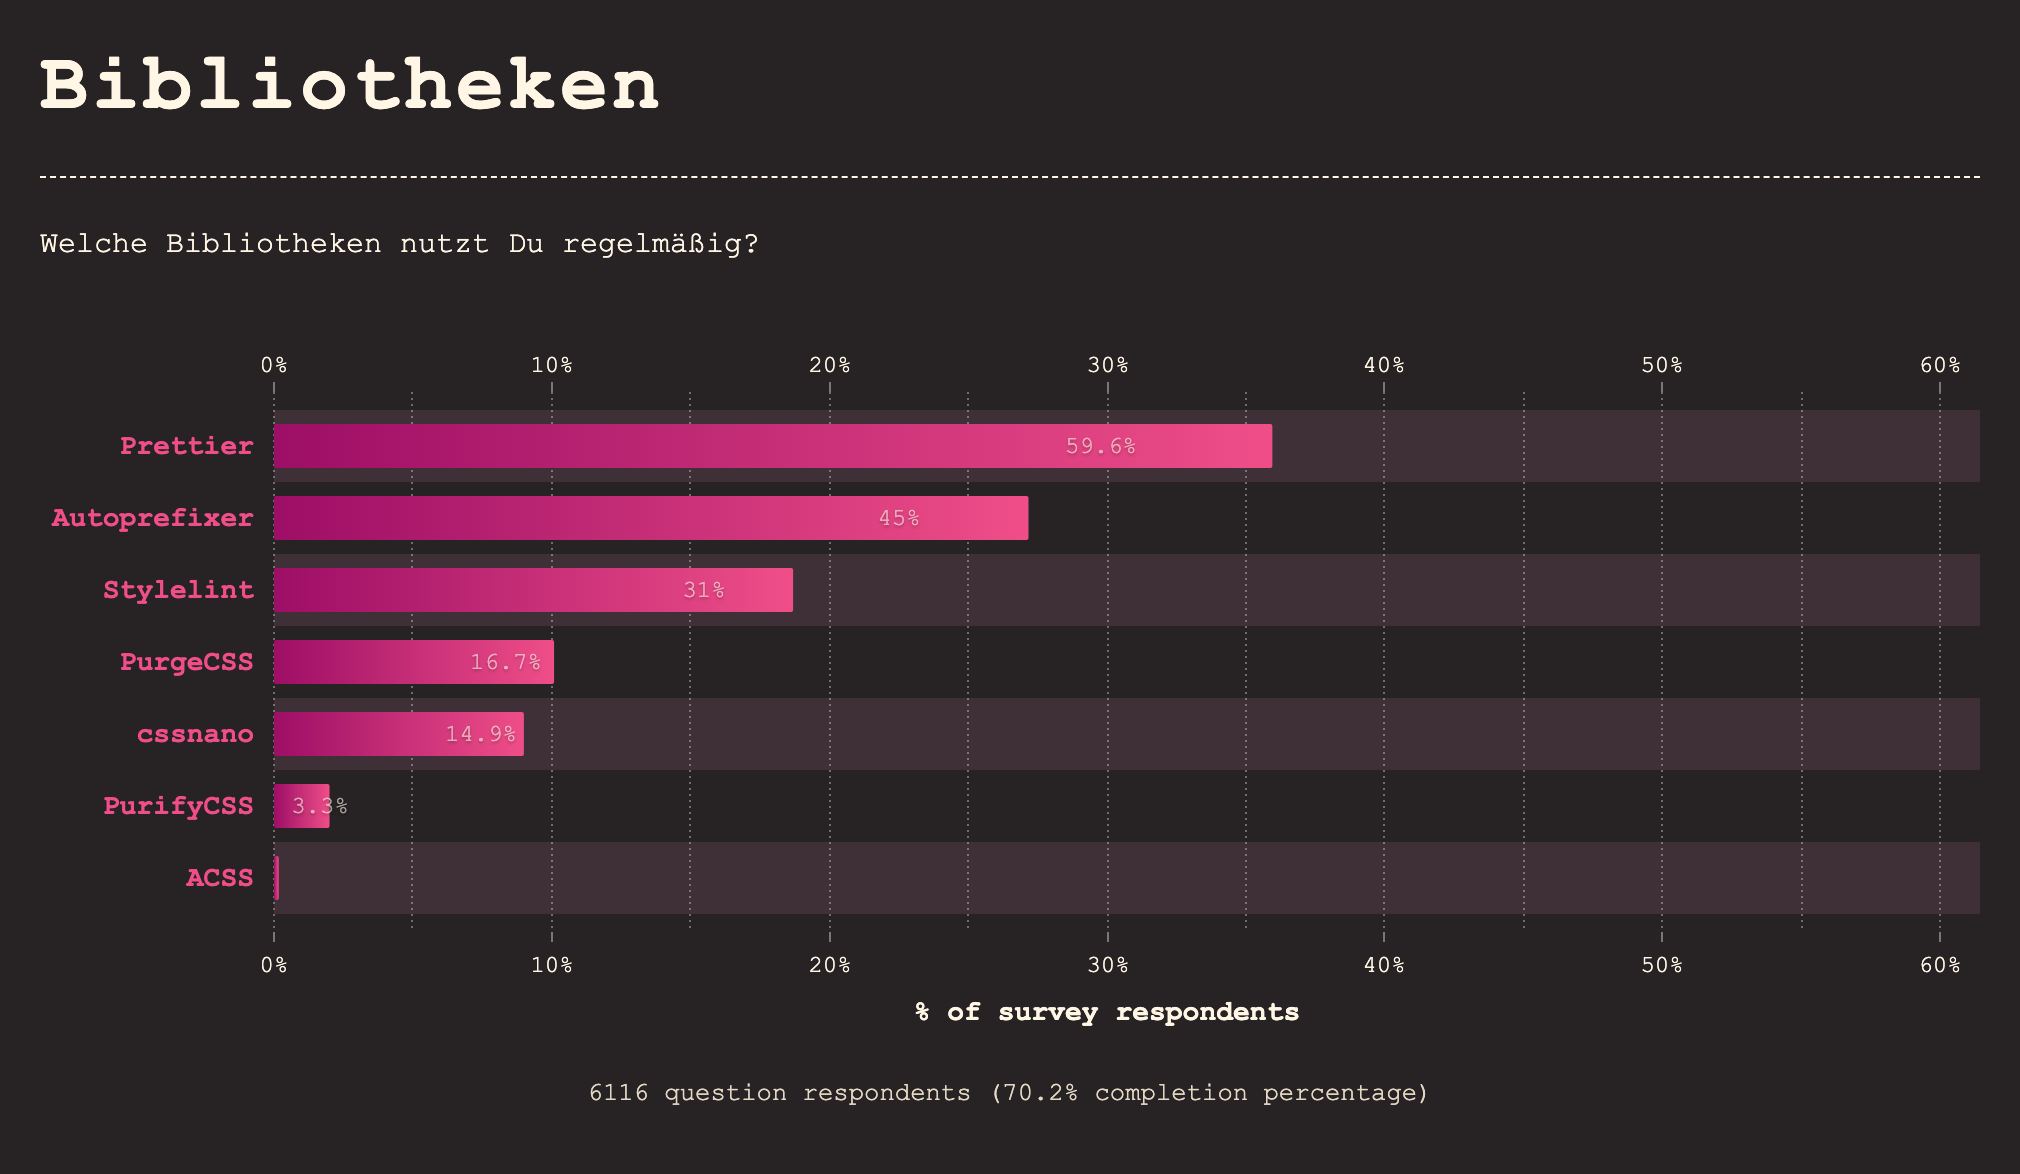 Bibliotheken
Welche Bibliotheken nutzt Du regelmäßig?
0% 10% 20% 30% 40% 50% 60%
Prettier 59.6%
Autoprefixer 45%
Stylelint 31%
PurgeCSS 16.7%
cssnano 14.9%
PurifyCSS 3.3%
ACSS
0% 10% 20% 30% 40% 50% 60%
% of survey respondents
6116 question respondents (70.2% completion percentage)